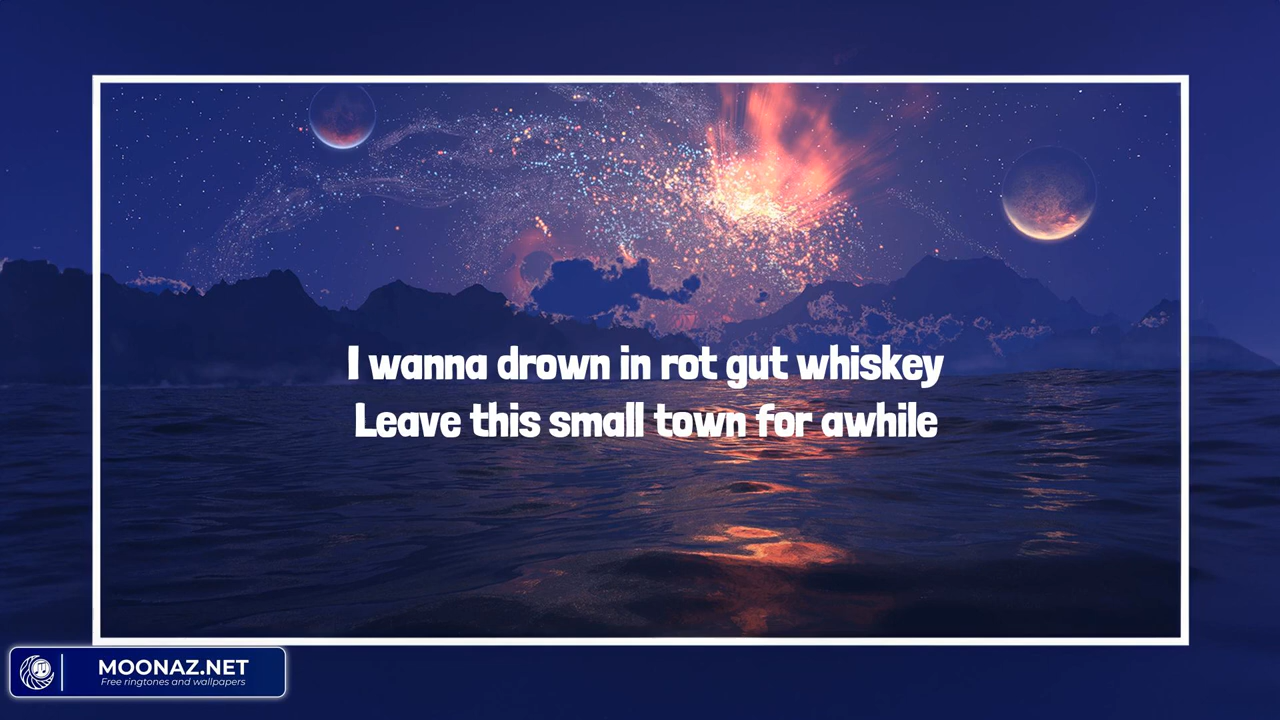 I wanna drown in rot gut whiskey
Leave this small town for awhile
MOONAZ.NET
Free ringtones and wallpapers